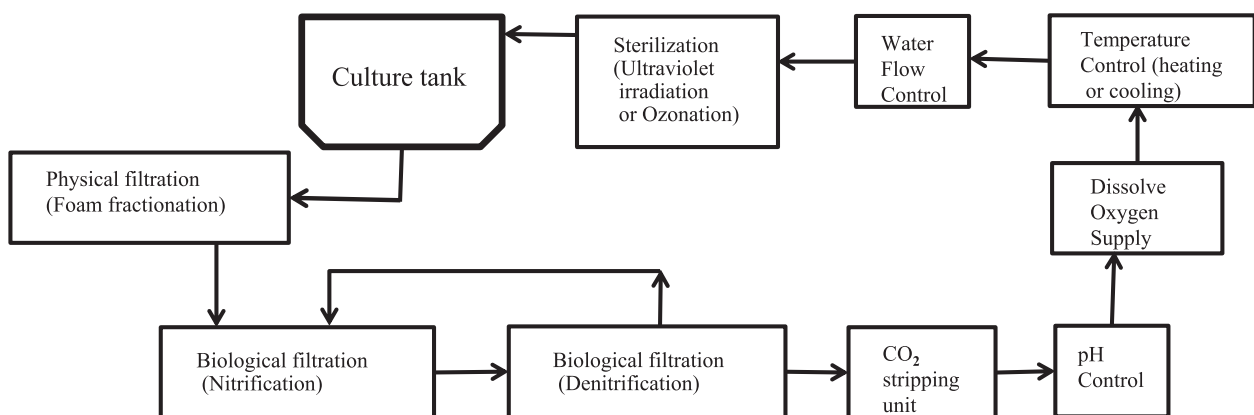 Culture tank
Sterilization
(Ultraviolet
irradiation
or Ozonation)
Water
Flow
Control
Temperature
Control (heating
or cooling)
Physical filtration
(Foam fractionation)
Dissolve
Oxygen
Supply
Biological filtration
(Nitrification)
Biological filtration
(Denitrification)
CO₂
stripping
unit
pH
Control